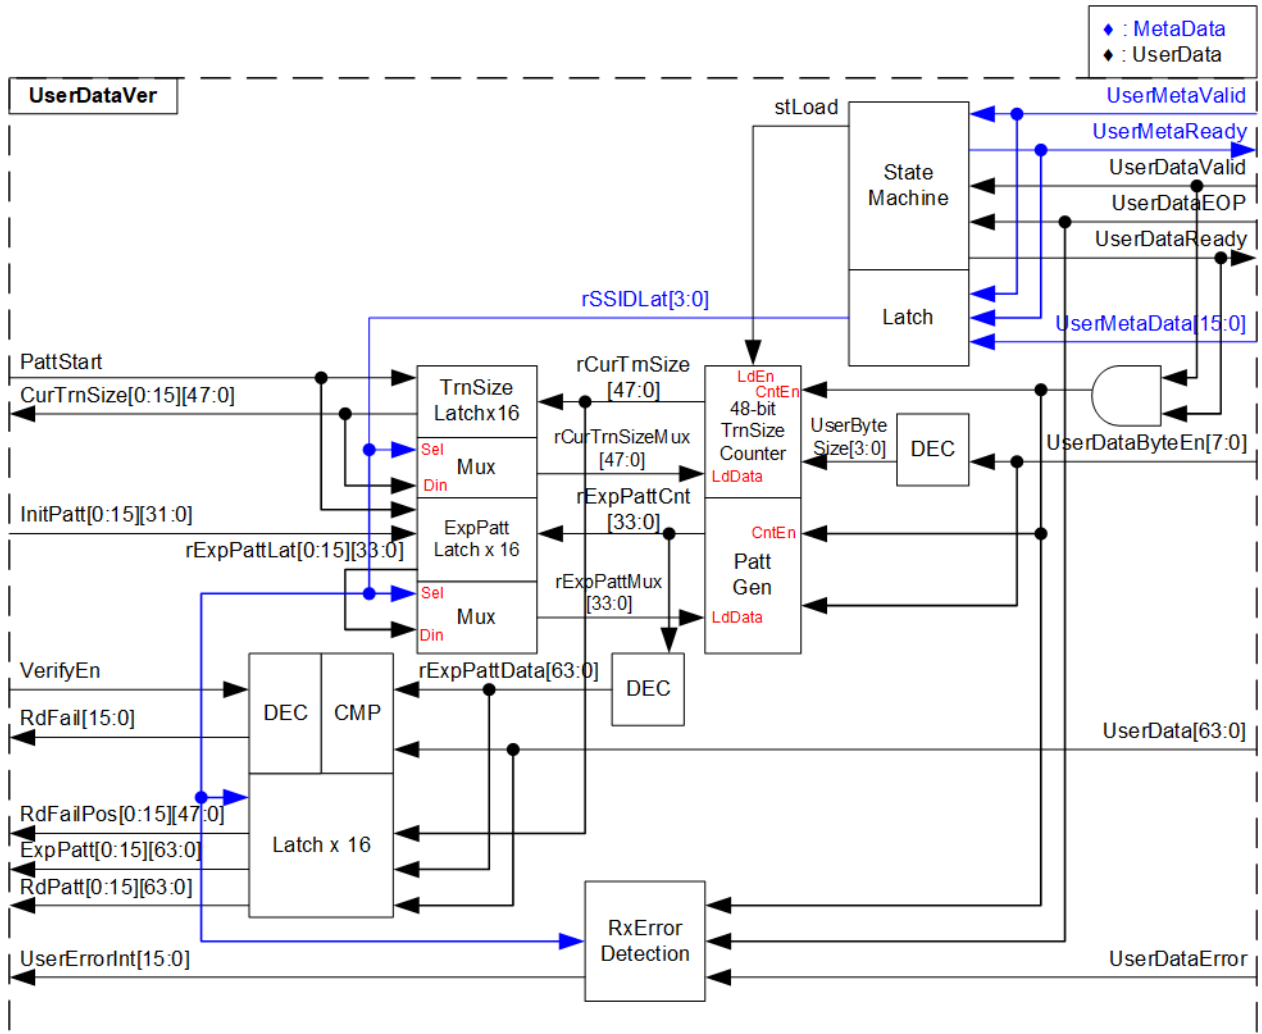 ♦ : MetaData
♦ : UserData
UserDataVer
UserMetaValid
stLoad
UserMetaReady
State
Machine
UserDataValid
UserDataEOP
UserDataReady
rSSIDLat[3:0]
Latch
UserMetaData[15:0]
PattStart
CurTrnSize[0:15][47:0]
TrnSize
Latchx16
rCurTrnSize
[47:0]
LdEn
CntEn
48-bit
TrnSize
Counter
LdData
UserByte
Size[3:0]
DEC
UserDataByteEn[7:0]
Sel
Mux
Din
rCurTrnSizeMux
[47:0]
InitPatt[0:15][31:0]
rExpPattLat[0:15][33:0]
ExpPatt
Latch x 16
rExpPattCnt
[33:0]
CntEn
Patt
Gen
LdData
Sel
Mux
Din
rExpPattMux
[33:0]
VerifyEn
RdFail[15:0]
DEC
CMP
rExpPattData[63:0]
DEC
UserData[63:0]
RdFailPos[0:15][47:0]
ExpPatt[0:15][63:0]
RdPatt[0:15][63:0]
Latch x 16
RxError
Detection
UserErrorInt[15:0]
UserDataError